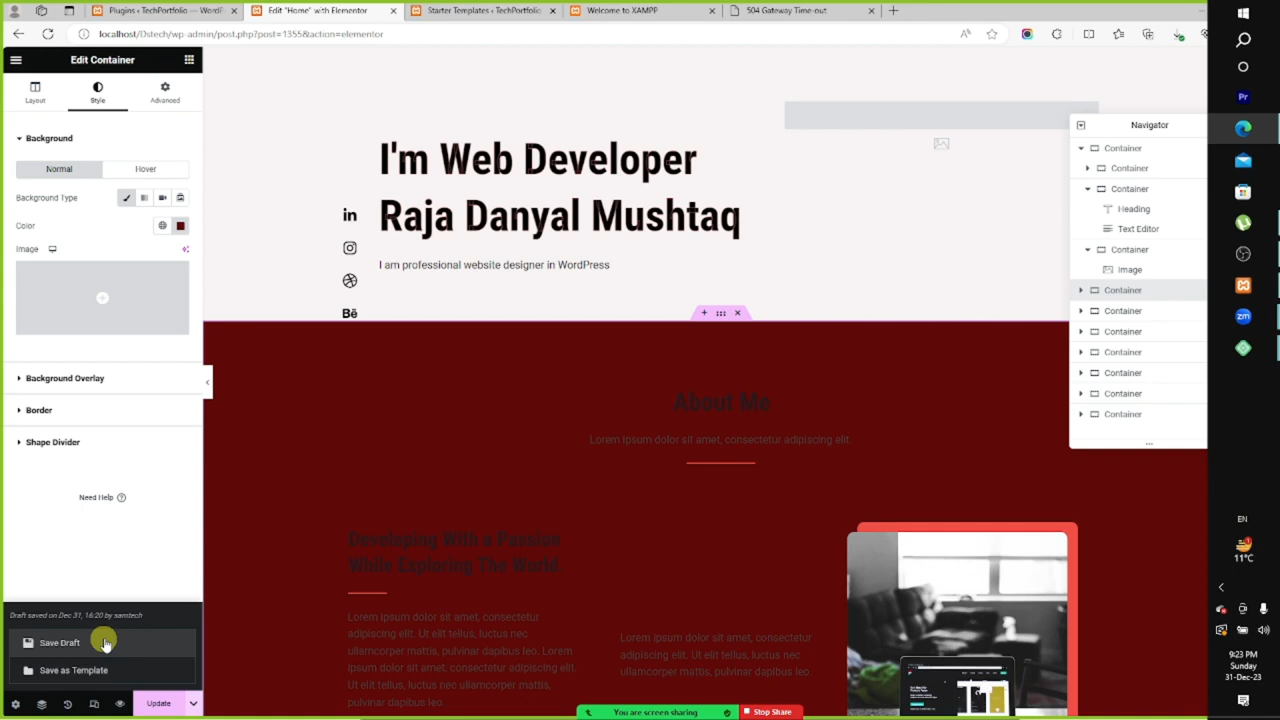 Plugins ‹ TechPortfolio — WordP
Edit "Home" with Elementor
Starter Templates ‹ TechPortfolio
Welcome to XAMPP
504 Gateway Time-out
localhost/Dstech/wp-admin/post.php?post=1355&action=elementor
Edit Container
Layout
Style
Advanced
Background
Normal
Hover
Background Type
Color
Image
Background Overlay
Border
Shape Divider
Need Help
Draft saved on Dec 31, 16:20 by samtech
Save Draft
Save as Template
Update
I'm Web Developer
Raja Danyal Mushtaq
I am professional website designer in WordPress
Bē
About Me
Lorem ipsum dolor sit amet, consectetur adipiscing elit.
Developing With a Passion
While Exploring The World.
Lorem ipsum dolor sit amet, consectetur
adipiscing elit. Ut elit tellus, luctus nec
ullamcorper mattis, pulvinar dapibus leo. Lorem
ipsum dolor sit amet, consectetur adipiscing elit.
Ut elit tellus, luctus nec ullamcorper mattis,
pulvinar dapibus leo.
Lorem ipsum dolor sit amet, consectetur
adipiscing elit. Ut elit tellus, luctus nec
ullamcorper mattis, pulvinar dapibus leo.
Navigator
Container
Container
Container
Heading
Text Editor
Container
Image
Container
Container
Container
Container
Container
Container
Container
You are screen sharing
Stop Share
Pr
zm
EN
11°C
9:23 PM
Sunday
31-Dec-23